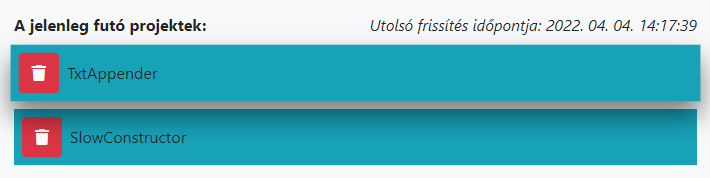 A jelenleg futó projektek: Utolsó frissítés időpontja: 2022. 04. 04. 14:17:39
TxtAppender
SlowConstructor